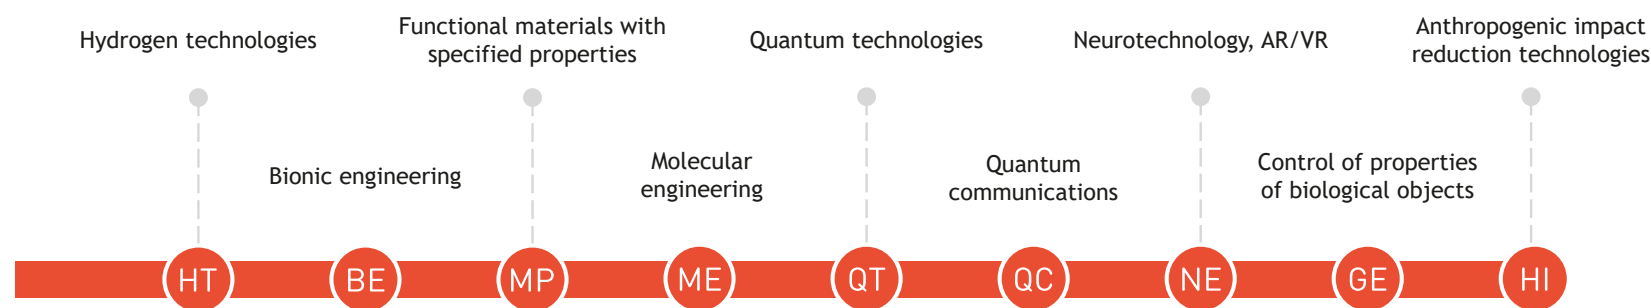 Hydrogen technologies
Functional materials with
specified properties
Quantum technologies
Neurotechnology, AR/VR
Anthropogenic impact
reduction technologies
Bionic engineering
Molecular
engineering
Quantum
communications
Control of properties
of biological objects
HT
BE
MP
ME
QT
QC
NE
GE
HI